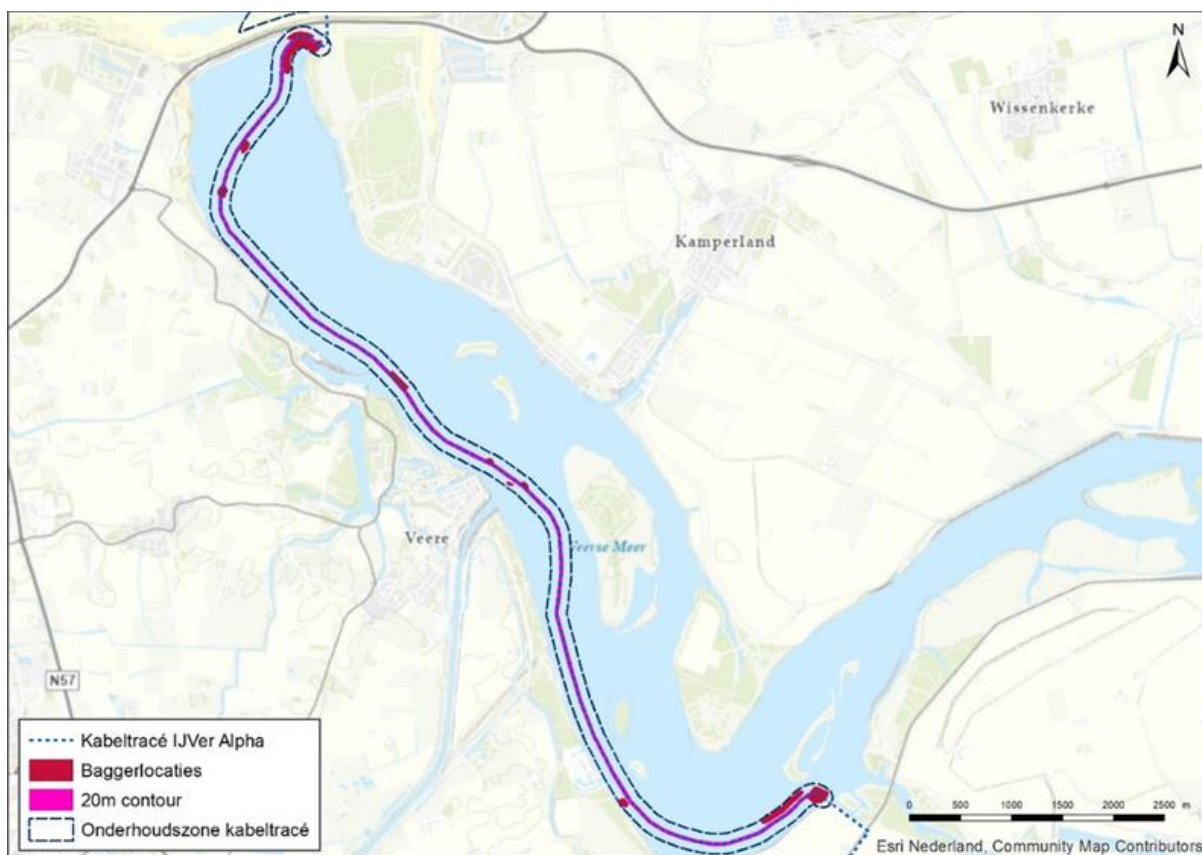 N
Wissenkerke
Kamperland
Veere
Veerse Meer
N57
Kabeltracé IJVer Alpha
Baggerlocaties
20m contour
Onderhoudszone kabeltracé
0 500 1000 1500 2000 2500 m
Esri Nederland, Community Map Contributors